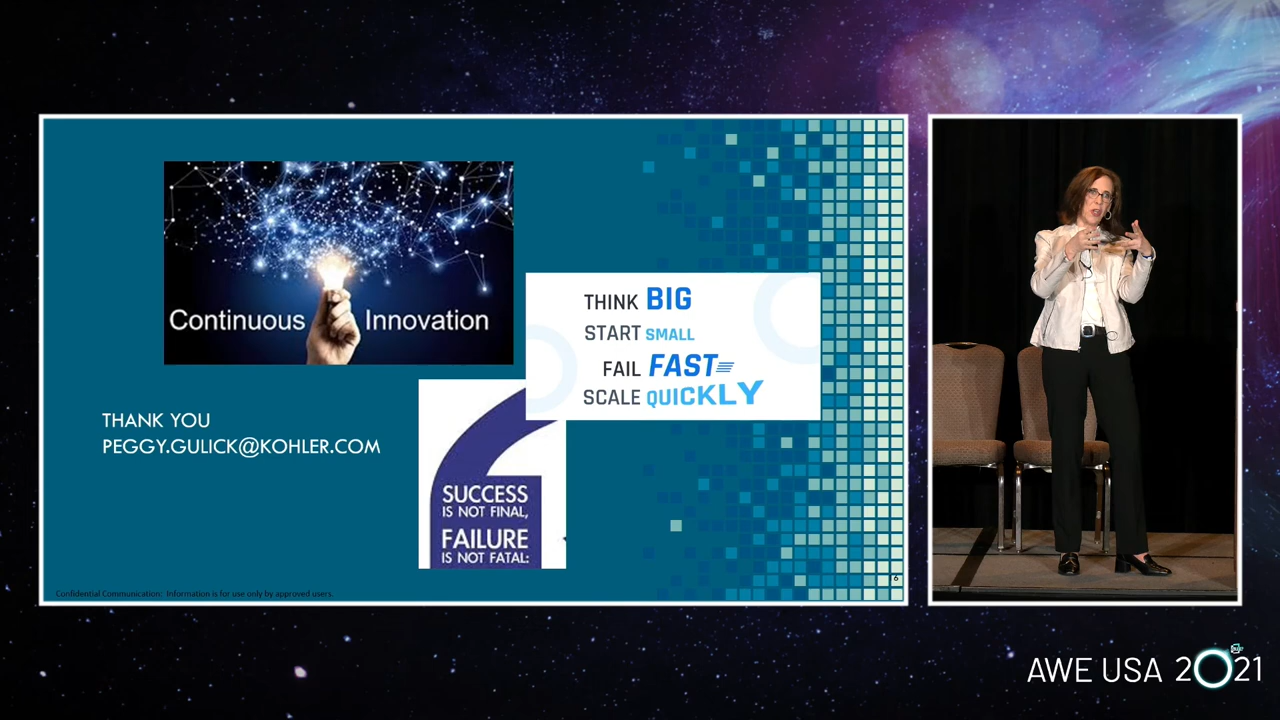 Continuous Innovation
THINK BIG
START SMALL
FAIL FAST
SCALE QUICKLY
THANK YOU
PEGGY.GULICK@KOHLER.COM
SUCCESS
IS NOT FINAL,
FAILURE
IS NOT FATAL:
Confidential Communication: Information is for use only by approved users.
6
AWE USA 2021